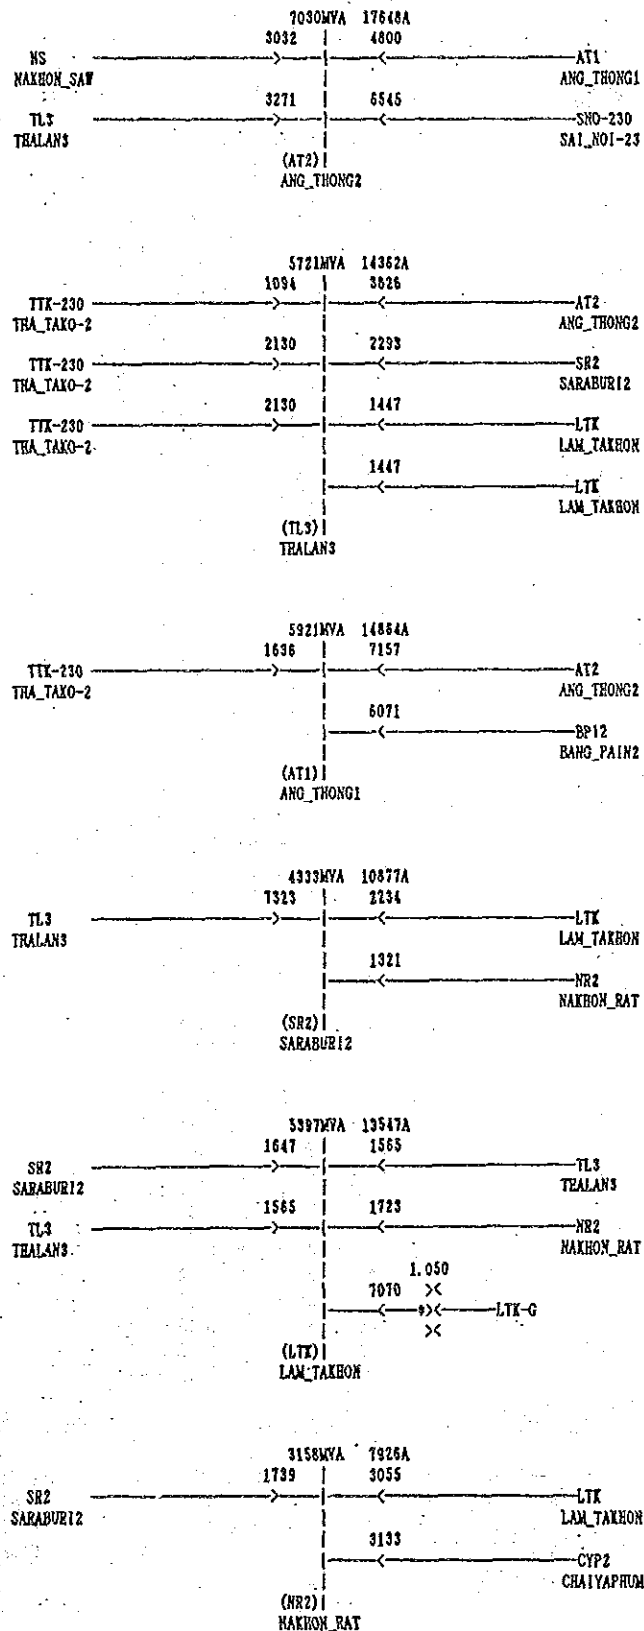 7030MVA 17648A
3032 4800
NS AT1
NAKHON_SAW ANG_THONG1
3271 6545
TL3 SNO-230
THALAN3 SAI_NOI-23
(AT2)
ANG_THONG2
5721MVA 14362A
1094 3826
TTK-230 AT2
THA_TAKO-2 ANG_THONG2
2130 2293
TTK-230 SR2
THA_TAKO-2 SARABURI2
2130 1447
TTK-230 LTK
THA_TAKO-2 LAM_TAKHON
1447
LTK
LAM_TAKHON
(TL3)
THALAN3
5921MVA 14864A
1636 7157
TTK-230 AT2
THA_TAKO-2 ANG_THONG2
6071
BPI2
BANG_PAIN2
(AT1)
ANG_THONG1
4333MVA 10877A
7323 2234
TL3 LTK
THALAN3 LAM_TAKHON
1321
NR2
NAKHON_RAT
(SR2)
SARABURI2
5397MVA 13547A
1647 1565
SR2 TL3
SARABURI2 THALAN3
1565 1723
TL3 NR2
THALAN3 NAKHON_RAT
1.050
7070
LTK-G
(LTK)
LAM_TAKHON
3158MVA 7926A
1739 3055
SR2 LTK
SARABURI2 LAM_TAKHON
3133
CYP2
CHAIYAPHUM
(NR2)
NAKHON_RAT